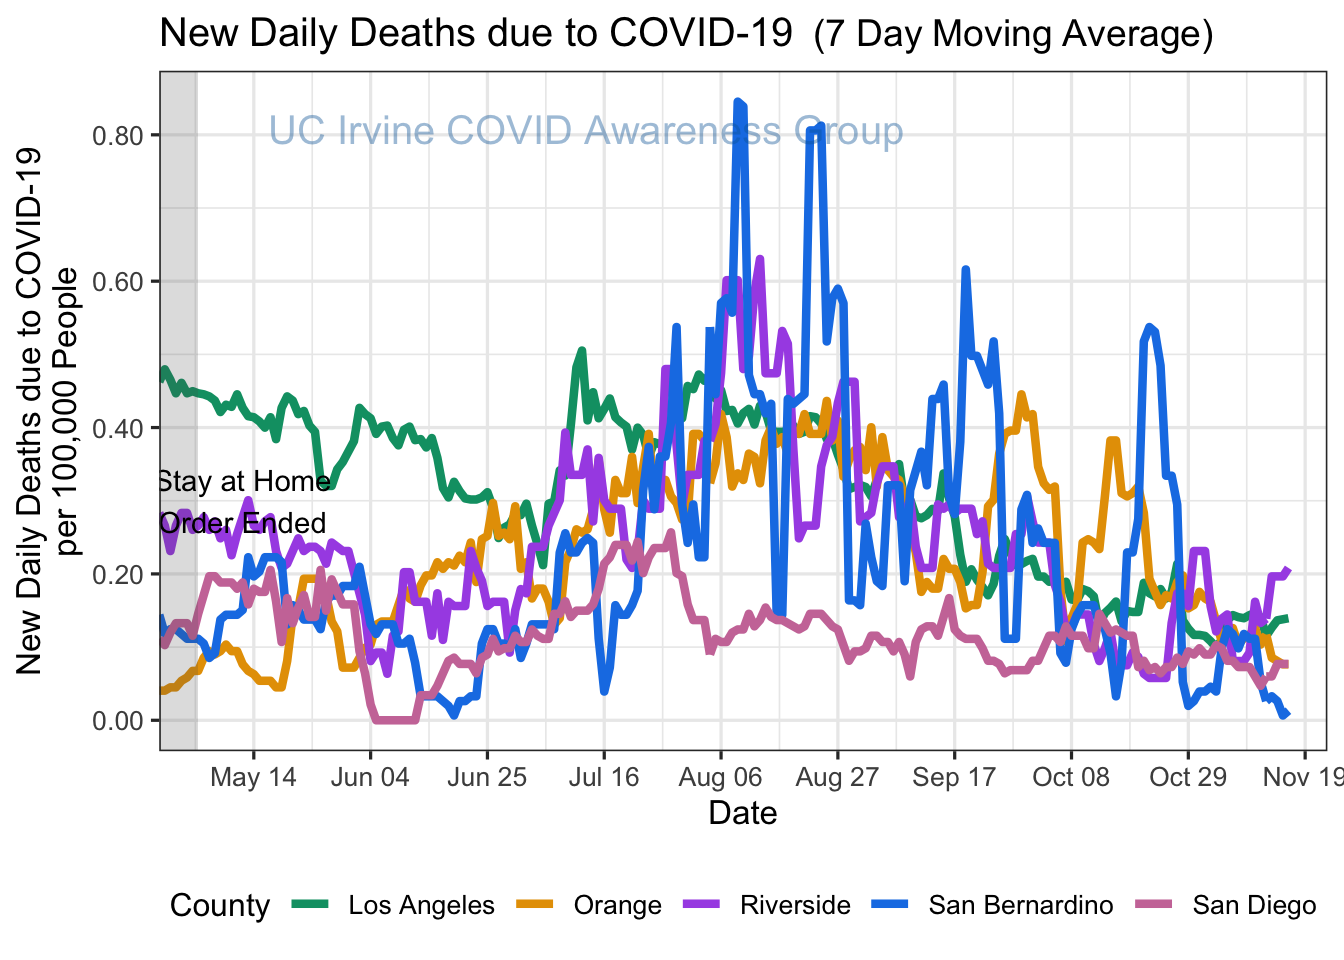 New Daily Deaths due to COVID-19 (7 Day Moving Average)
New Daily Deaths due to COVID-19
per 100,000 People
UC Irvine COVID Awareness Group
0.80
0.60
0.40
0.20
0.00
Stay at Home
Order Ended
May 14
Jun 04
Jun 25
Jul 16
Aug 06
Aug 27
Sep 17
Oct 08
Oct 29
Nov 19
Date
County
Los Angeles
Orange
Riverside
San Bernardino
San Diego